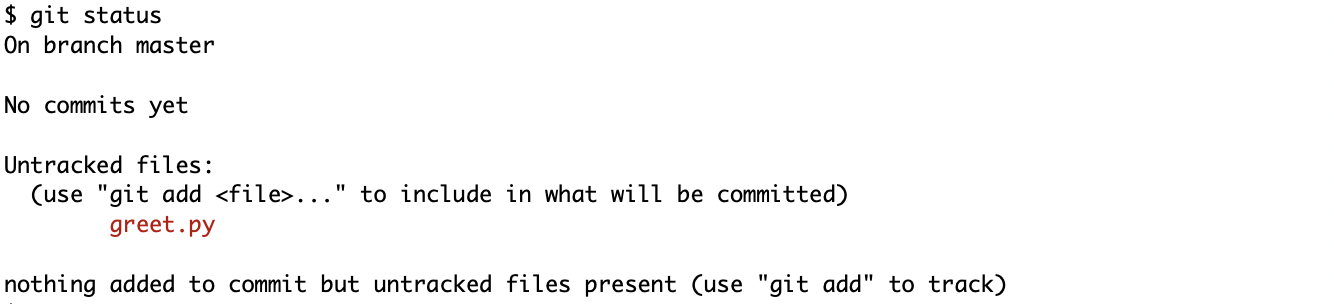 $ git status
On branch master
No commits yet
Untracked files:
(use "git add <file>..." to include in what will be committed)
greet.py
nothing added to commit but untracked files present (use "git add" to track)